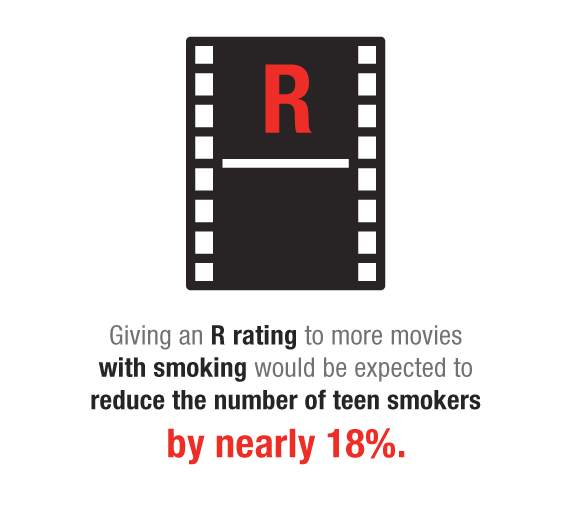 R
Giving an R rating to more movies
with smoking would be expected to
reduce the number of teen smokers
by nearly 18%.